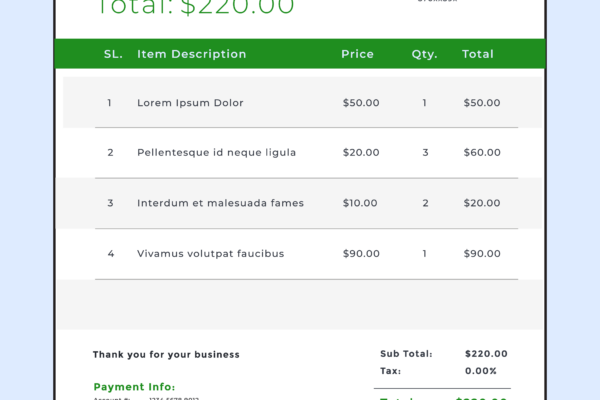 Total: $220.00
SL. Item Description Price Qty. Total
1 Lorem Ipsum Dolor $50.00 1 $50.00
2 Pellentesque id neque ligula $20.00 3 $60.00
3 Interdum et malesuada fames $10.00 2 $20.00
4 Vivamus volutpat faucibus $90.00 1 $90.00
Thank you for your business Sub Total: $220.00
Tax: 0.00%
Payment Info:
Total: $220.00
Account #: 1234 5678 9012